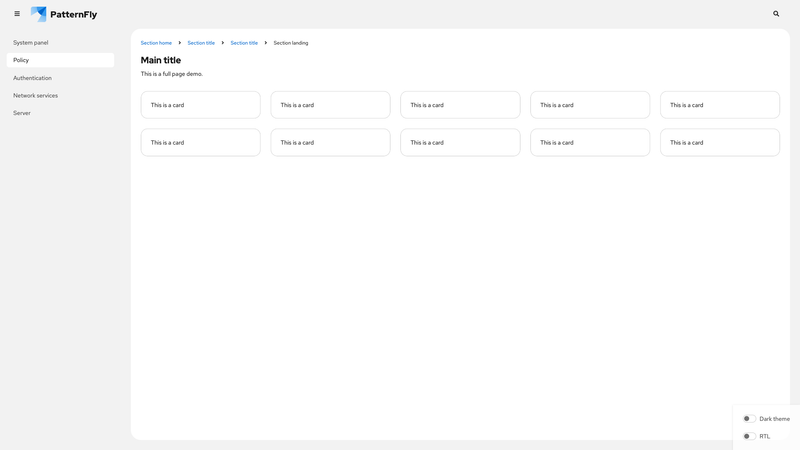 PatternFly
System panel
Policy
Authentication
Network services
Server
Section home Section title Section title Section landing
Main title
This is a full page demo.
This is a card This is a card This is a card This is a card This is a card
This is a card This is a card This is a card This is a card This is a card
Dark theme
RTL